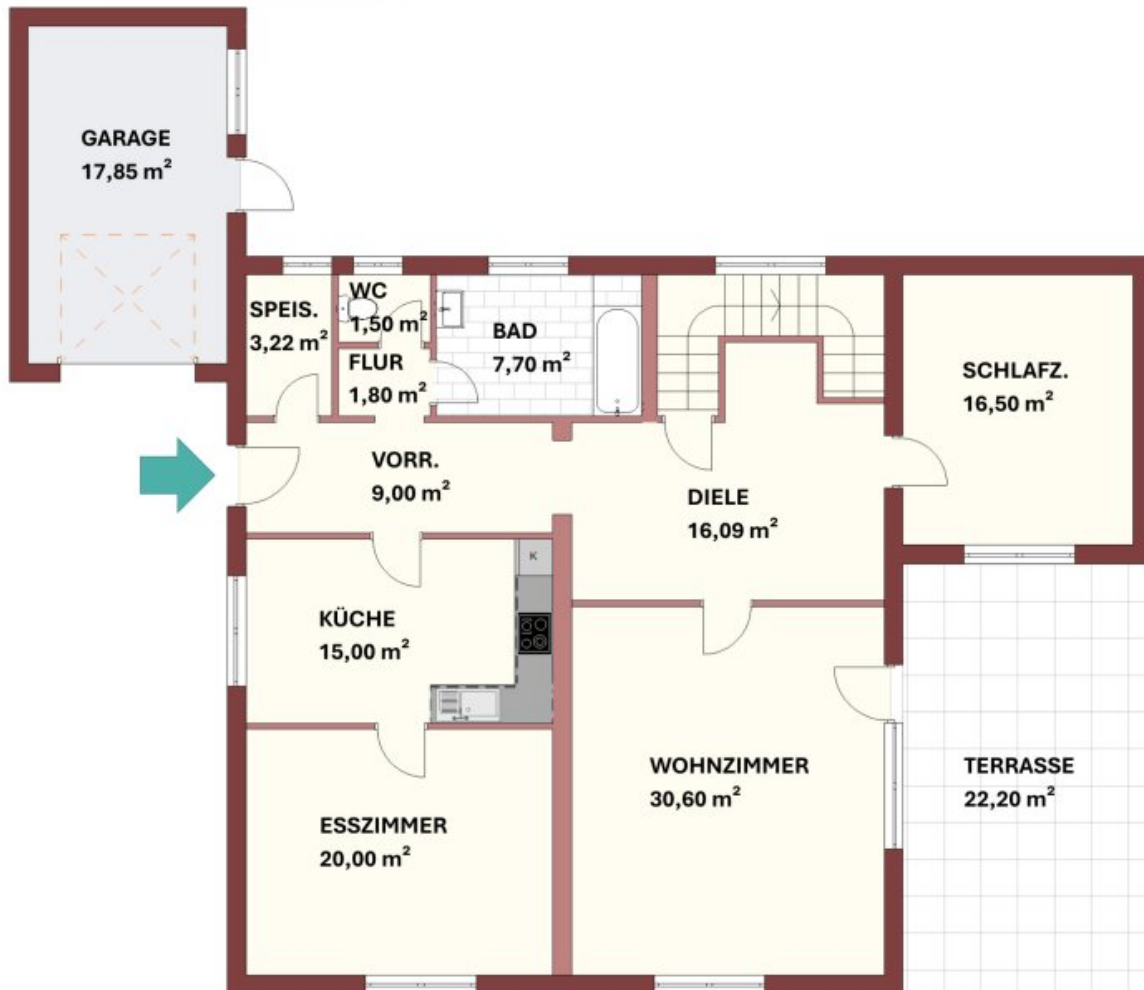 GARAGE
17,85 m²
SPEIS.
3,22 m²
WC
1,50 m²
FLUR
1,80 m²
BAD
7,70 m²
SCHLAFZ.
16,50 m²
VORR.
9,00 m²
DIELE
16,09 m²
K
KÜCHE
15,00 m²
WOHNZIMMER
30,60 m²
TERRASSE
22,20 m²
ESSZIMMER
20,00 m²